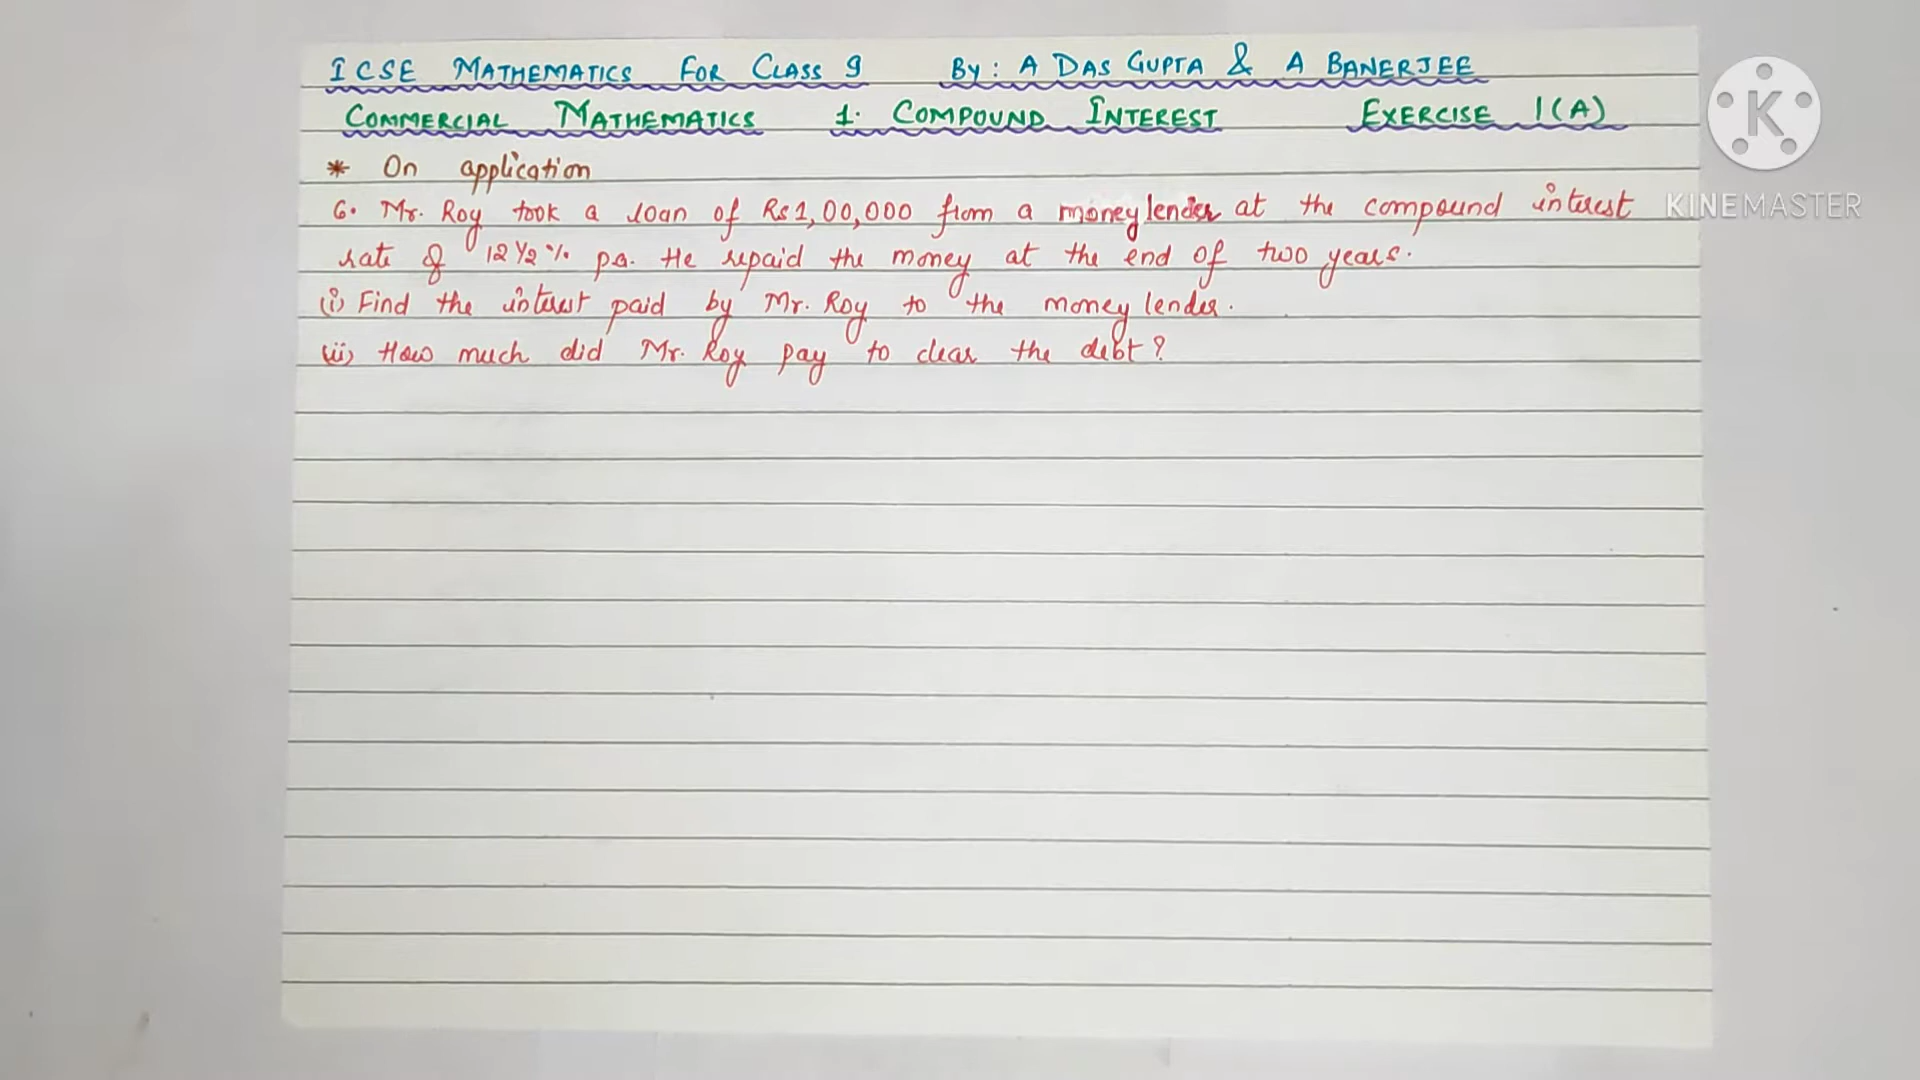 ICSE MATHEMATICS FOR CLASS 9 BY: A DAS GUPTA & A BANERJEE
COMMERCIAL MATHEMATICS 1. COMPOUND INTEREST EXERCISE 1(A)
* On application
6. Mr. Roy took a loan of Rs 1,00,000 from a money lender at the compound interest
rate of 12 1/2 % pa. He repaid the money at the end of two years.
(i) Find the interest paid by Mr. Roy to the money lender.
(ii) How much did Mr. Roy pay to clear the debt?
K
KINEMASTER